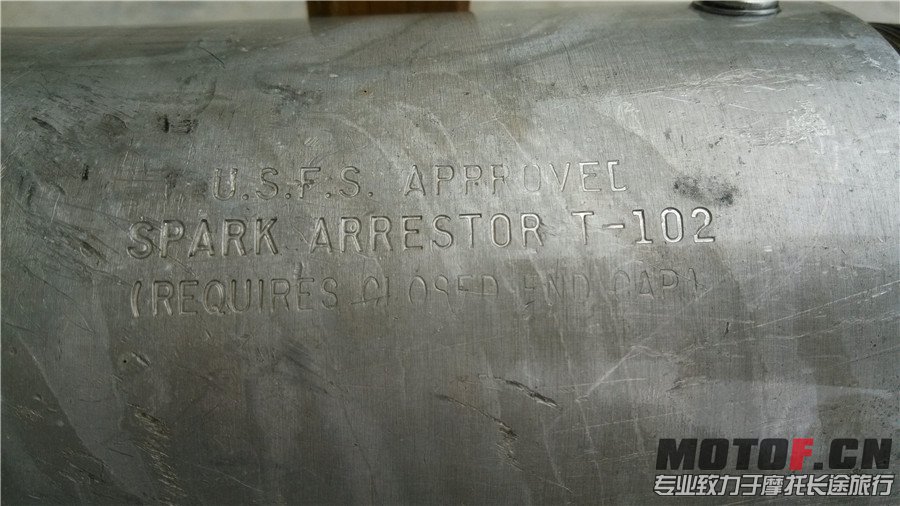 U.S.F.S. APPROVED
SPARK ARRESTOR T-102
(REQUIRES CLOSED END CAP)
MOTOF.CN
专业致力于摩托长途旅行